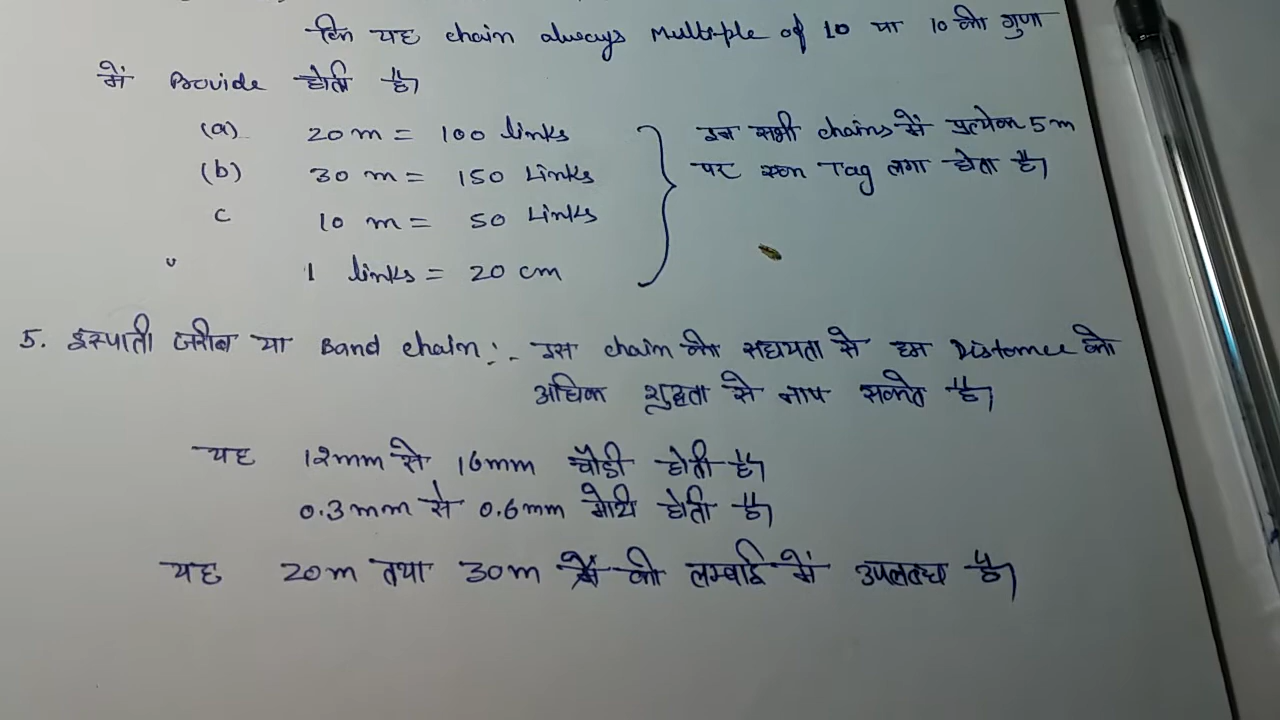 कि यह chain always multiple of 10 या 10 की गुणा
में Provide होती है।
(a) 20 m = 100 links
(b) 30 m = 150 Links
c 10 m = 50 Links
1 links = 20 cm
इन सभी chains में प्रत्येक 5 m
पर एक Tag लगा होता है।
5. इस्पाती जरीब या Band chain :- इस chain की सहायता से हम Distance को
अधिक शुद्धता से नाप सकते है।
यह 12mm से 16mm चौडी होती है।
0.3mm से 0.6mm मोटी होती है।
यह 20m तथा 30m की लम्बाई में उपलब्ध है।